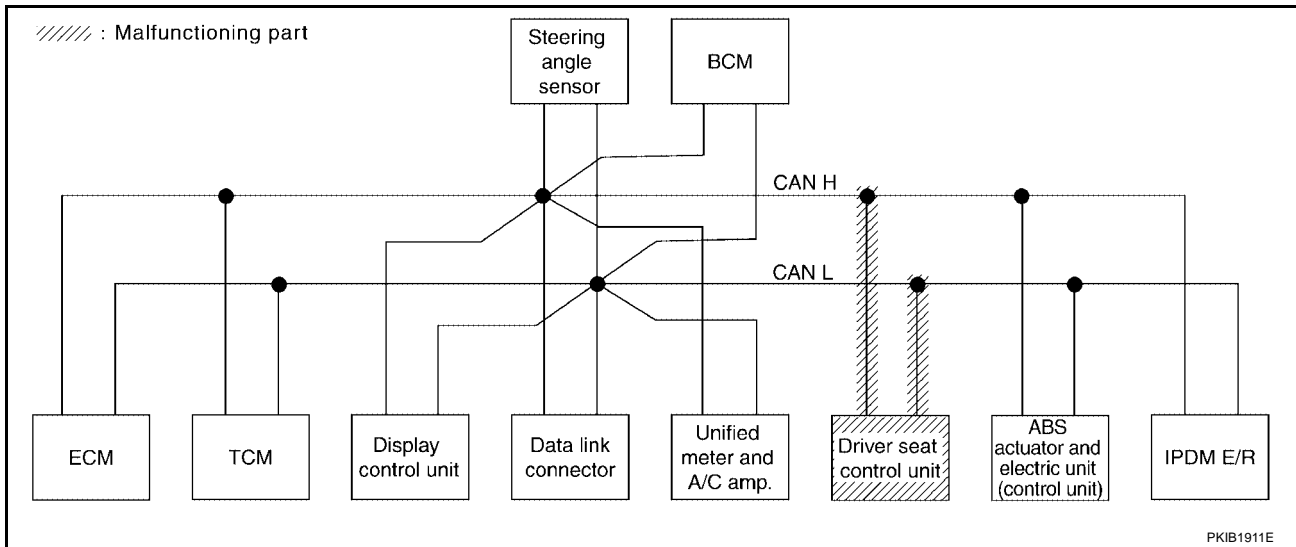 : Malfunctioning part
Steering
angle
sensor
BCM
CAN H
CAN L
ECM
TCM
Display
control unit
Data link
connector
Unified
meter and
A/C amp.
Driver seat
control unit
ABS
actuator and
electric unit
(control unit)
IPDM E/R
PKIB1911E